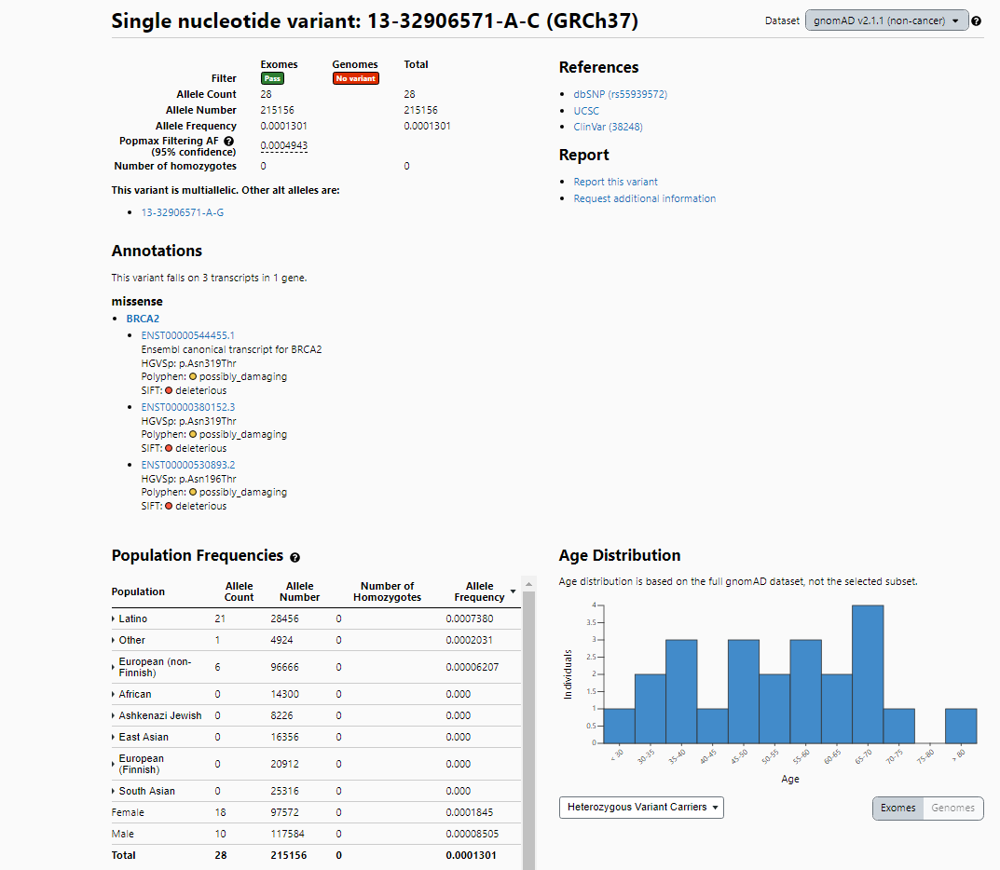 Single nucleotide variant: 13-32906571-A-C (GRCh37)
Dataset gnomAD v2.1.1 (non-cancer)
Exomes Genomes Total
Filter Pass No variant
Allele Count 28 28
Allele Number 215156 215156
Allele Frequency 0.0001301 0.0001301
Popmax Filtering AF ?
(95% confidence) 0.0004943
Number of homozygotes 0 0
This variant is multiallelic. Other alt alleles are:
• 13-32906571-A-G
References
• dbSNP (rs55939572)
• UCSC
• ClinVar (38248)
Report
• Report this variant
• Request additional information
Annotations
This variant falls on 3 transcripts in 1 gene.
missense
• BRCA2
• ENST00000544455.1
Ensembl canonical transcript for BRCA2
HGVSp: p.Asn319Thr
Polyphen: possibly_damaging
SIFT: deleterious
• ENST00000380152.3
HGVSp: p.Asn319Thr
Polyphen: possibly_damaging
SIFT: deleterious
• ENST00000530893.2
HGVSp: p.Asn196Thr
Polyphen: possibly_damaging
SIFT: deleterious
Population Frequencies ?
Population Allele Count Allele Number Number of Homozygotes Allele Frequency
Latino 21 28456 0 0.0007380
Other 1 4924 0 0.0002031
European (non-
Finnish) 6 96666 0 0.00006207
African 0 14300 0 0.000
Ashkenazi Jewish 0 8226 0 0.000
East Asian 0 16356 0 0.000
European
(Finnish) 0 20912 0 0.000
South Asian 0 25316 0 0.000
Female 18 97572 0 0.0001845
Male 10 117584 0 0.00008505
Total 28 215156 0 0.0001301
Age Distribution
Age distribution is based on the full gnomAD dataset, not the selected subset.
Individuals
4
3.5
3
2.5
2
1.5
1
0.5
0
< 30 30-35 35-40 40-45 45-50 50-55 55-60 60-65 65-70 70-75 75-80 > 80
Age
Heterozygous Variant Carriers
Exomes Genomes